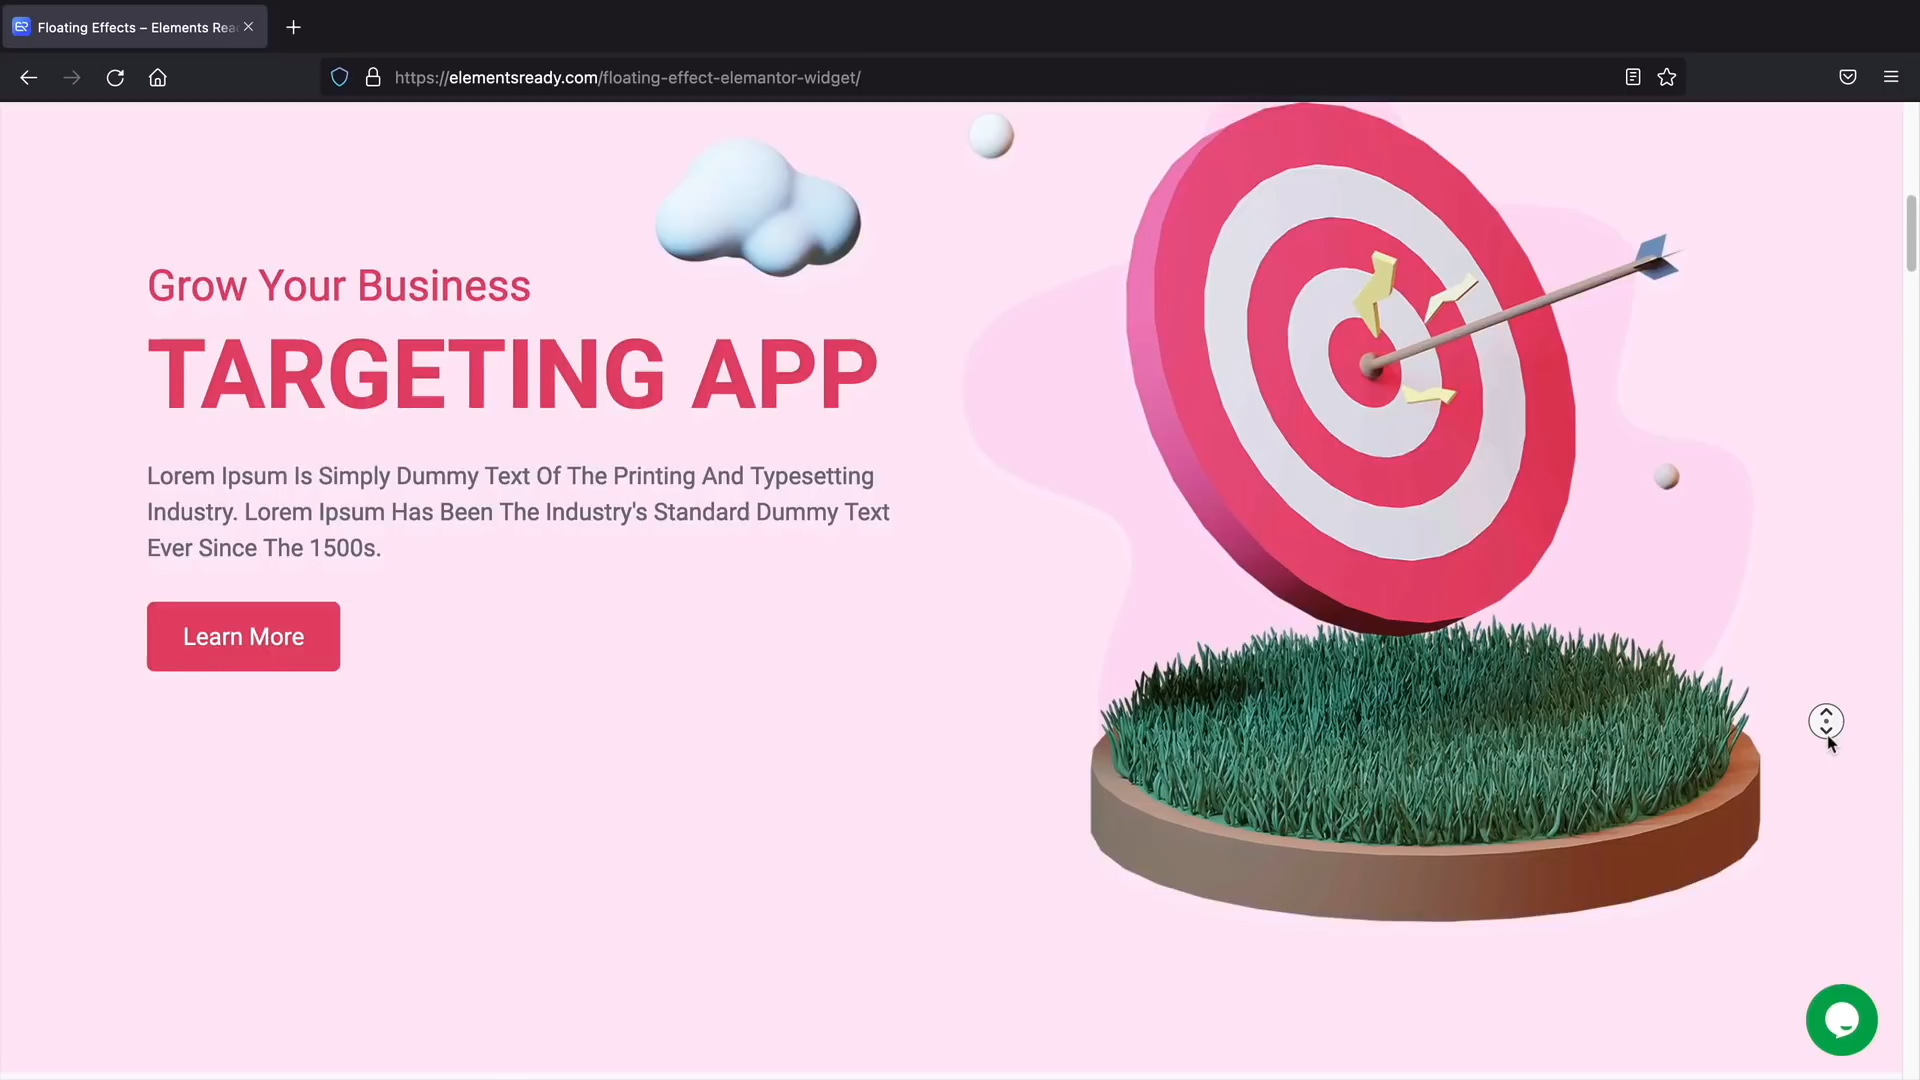 Floating Effects – Elements Rea
https://elementsready.com/floating-effect-elemantor-widget/
Grow Your Business
TARGETING APP
Lorem Ipsum Is Simply Dummy Text Of The Printing And Typesetting
Industry. Lorem Ipsum Has Been The Industry's Standard Dummy Text
Ever Since The 1500s.
Learn More